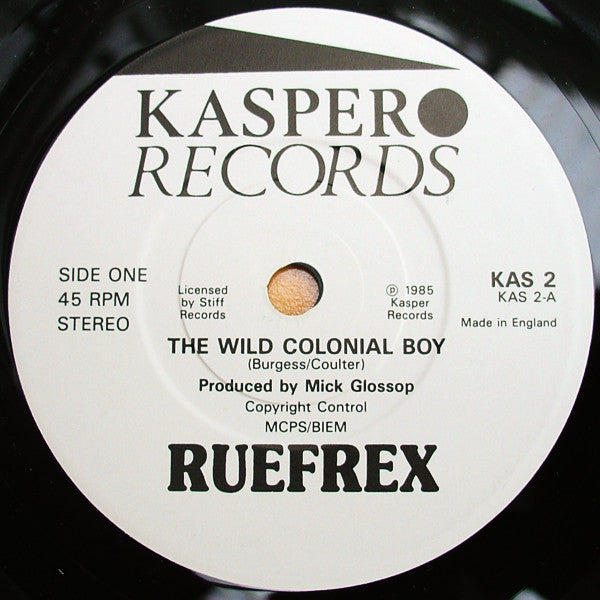 KASPER
RECORDS
SIDE ONE
45 RPM
STEREO
Licensed
by Stiff
Records
℗ 1985
Kasper
Records
KAS 2
KAS 2-A
Made in England
THE WILD COLONIAL BOY
(Burgess/Coulter)
Produced by Mick Glossop
Copyright Control
MCPS/BIEM
RUEFREX